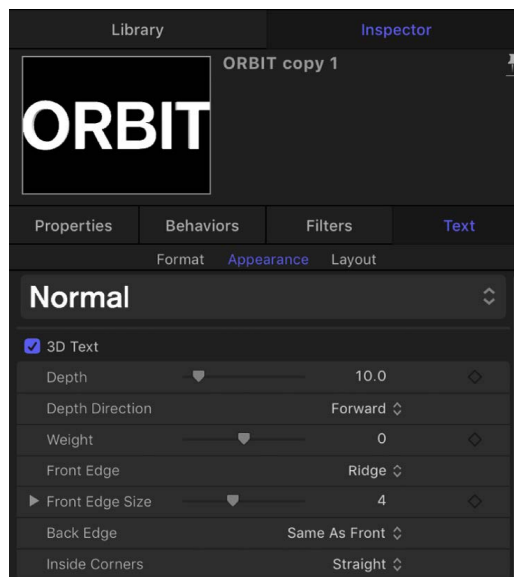 Library Inspector
ORBIT copy 1
ORBIT
Properties Behaviors Filters Text
Format Appearance Layout
Normal
3D Text
Depth 10.0
Depth Direction Forward
Weight 0
Front Edge Ridge
Front Edge Size 4
Back Edge Same As Front
Inside Corners Straight